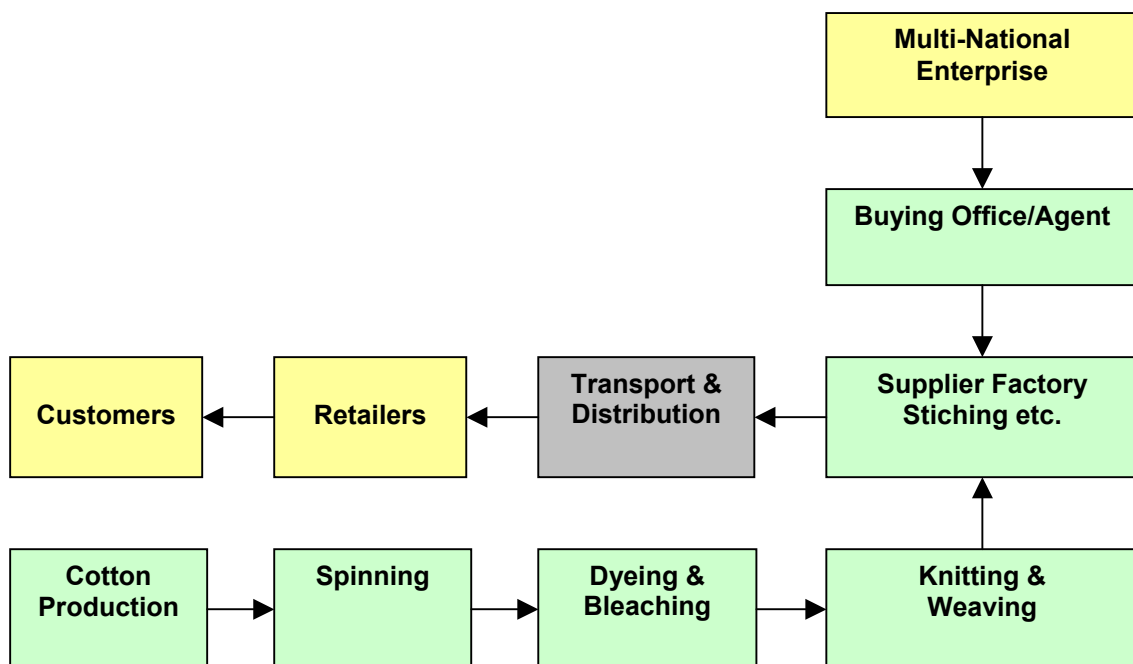 Multi-National
Enterprise
Buying Office/Agent
Customers
Retailers
Transport &
Distribution
Supplier Factory
Stiching etc.
Cotton
Production
Spinning
Dyeing &
Bleaching
Knitting &
Weaving